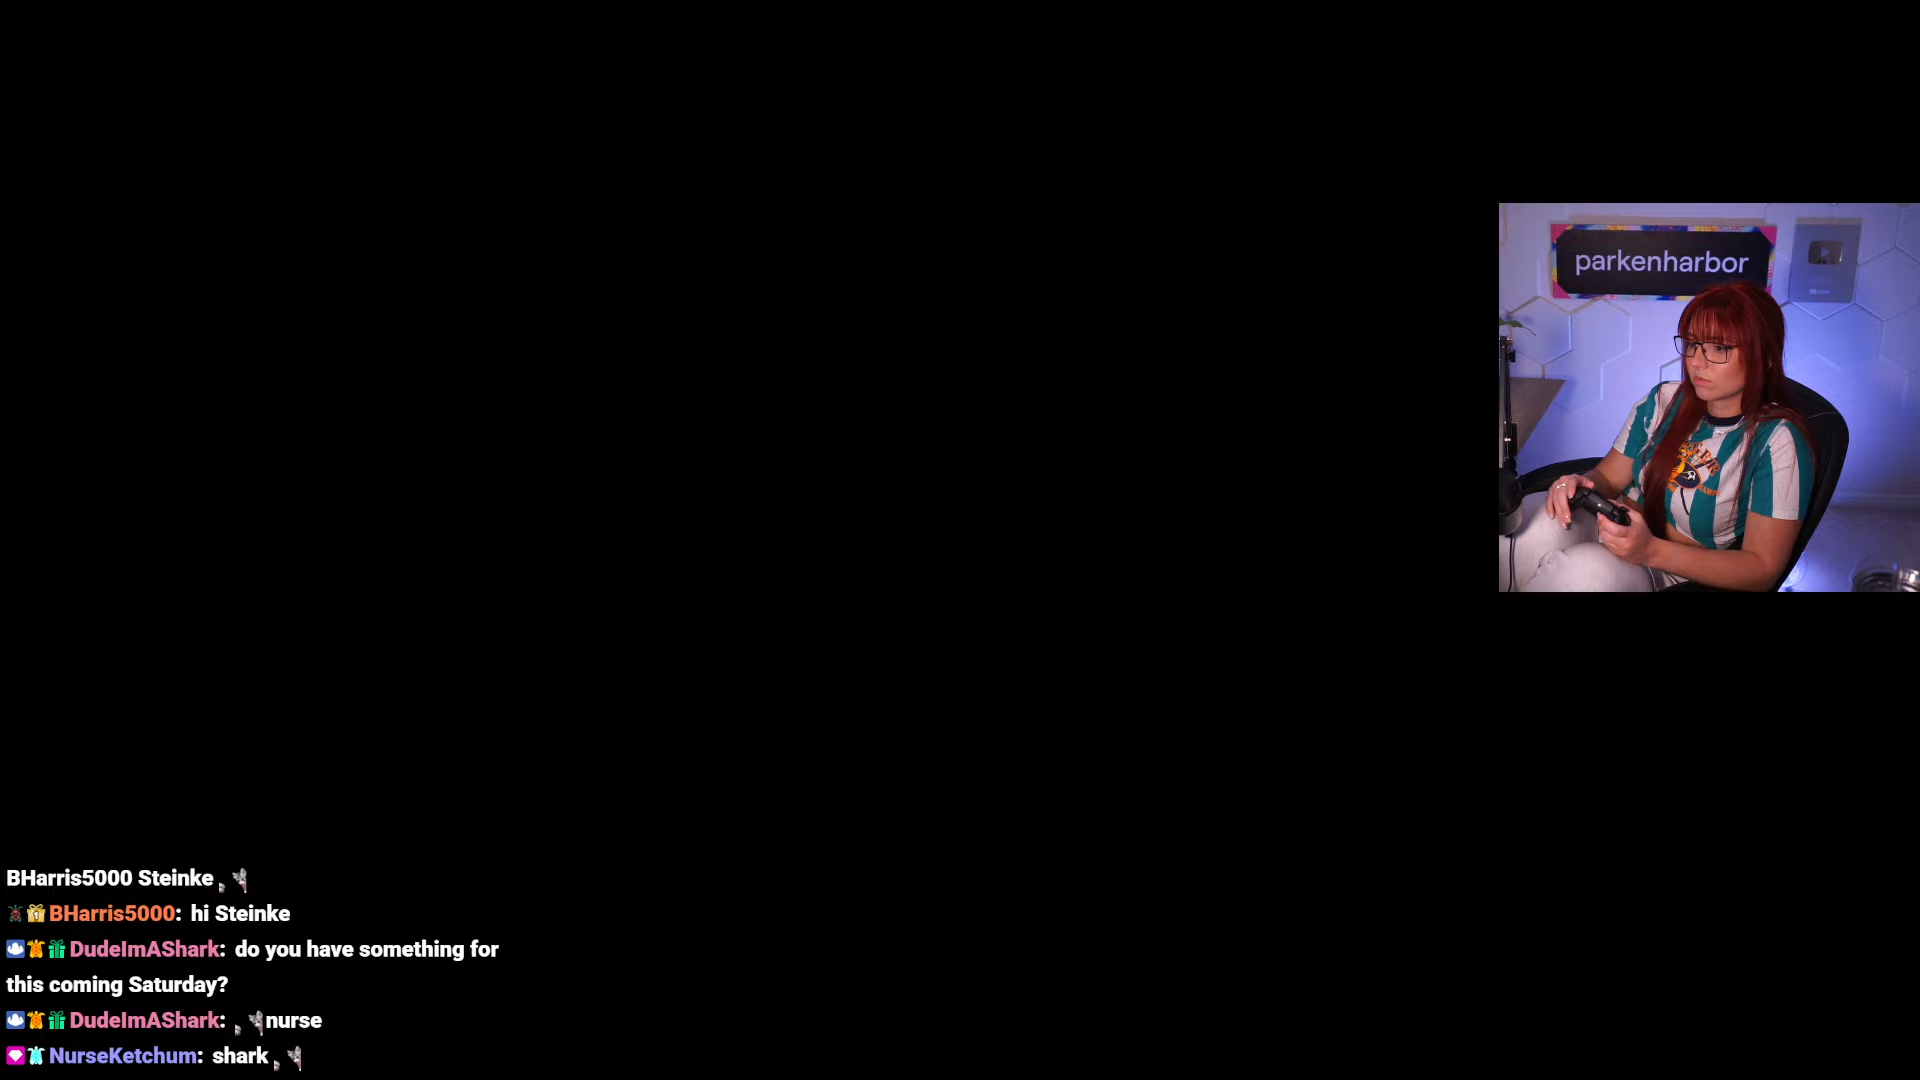 parkenharbor
BHarris5000 Steinke
BHarris5000: hi Steinke
DudeImAShark: do you have something for
this coming Saturday?
DudeImAShark: nurse
NurseKetchum: shark